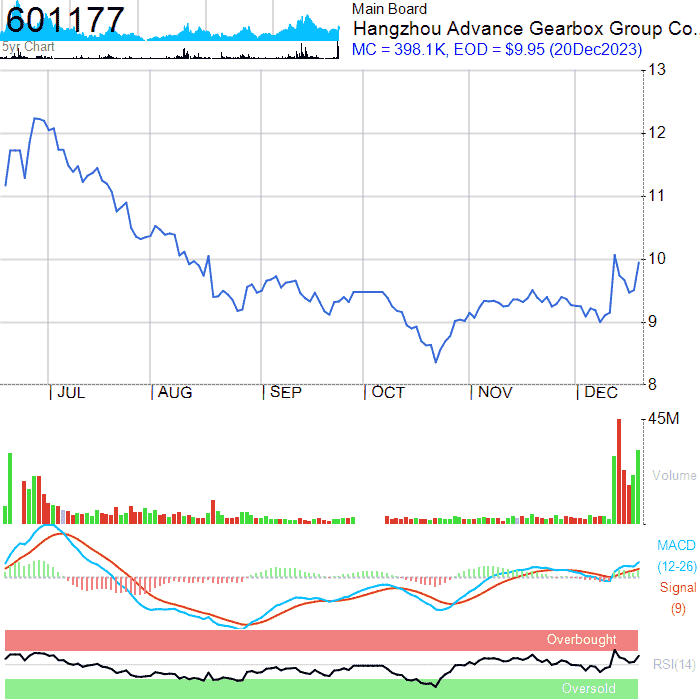 601177
5yr Chart
Main Board
Hangzhou Advance Gearbox Group Co.,
MC = 398.1K, EOD = $9.95 (20Dec2023)
13
12
11
10
9
8
JUL AUG SEP OCT NOV DEC
45M
Volume
MACD
(12-26)
Signal
(9)
Overbought
RSI(14)
Oversold